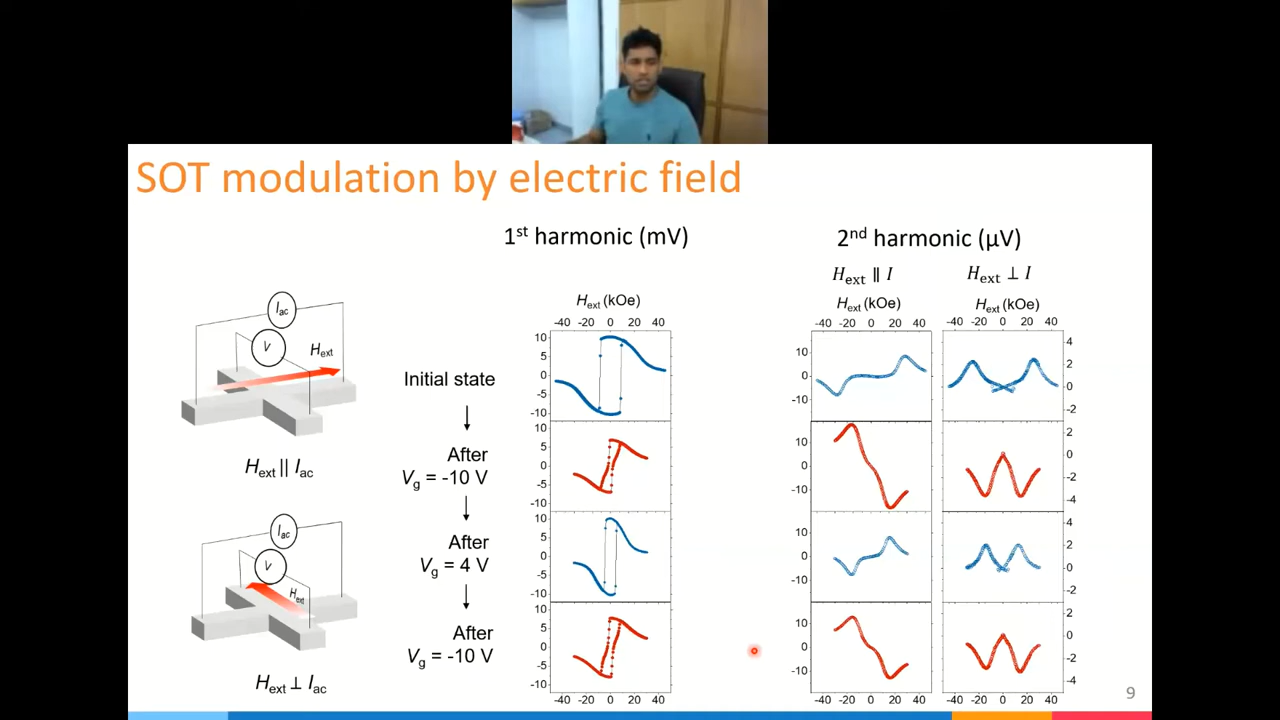 SOT modulation by electric field
1st harmonic (mV)
2nd harmonic (μV)
Hext ∥ I
Hext ⊥ I
Hext (kOe)
-40 -20 0 20 40
Hext (kOe)
-40 -20 0 20 40
Hext (kOe)
-40 -20 0 20 40
Iac
V
Hext
Hext || Iac
Iac
V
Hext
Hext ⊥ Iac
Initial state
After
Vg = -10 V
After
Vg = 4 V
After
Vg = -10 V
10
5
0
-5
-10
10
5
0
-5
-10
10
5
0
-5
-10
10
5
0
-5
-10
-40 -20 0 20 40
10
0
-10
10
0
-10
10
0
-10
10
0
-10
-40 -20 0 20 40
4
2
0
-2
2
0
-2
-4
4
2
0
-2
2
0
-2
-4
-40 -20 0 20 40
9